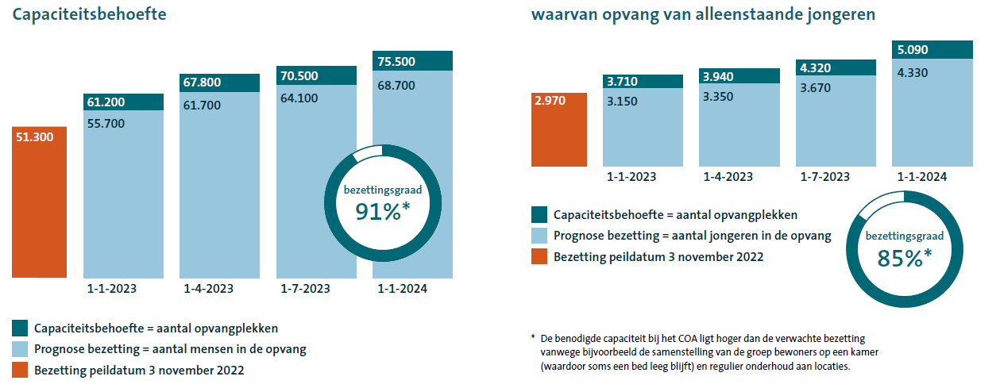 Capaciteitsbehoefte
75.500
70.500
67.800
68.700
61.200
64.100
61.700
55.700
51.300
bezettingsgraad
91%*
1-1-2023 1-4-2023 1-7-2023 1-1-2024
Capaciteitsbehoefte = aantal opvangplekken
Prognose bezetting = aantal mensen in de opvang
Bezetting peildatum 3 november 2022
waarvan opvang van alleenstaande jongeren
5.090
4.320
4.330
3.940
3.710
3.670
3.350
3.150
2.970
1-1-2023 1-4-2023 1-7-2023 1-1-2024
Capaciteitsbehoefte = aantal opvangplekken
Prognose bezetting = aantal jongeren in de opvang
Bezetting peildatum 3 november 2022
bezettingsgraad
85%*
* De benodigde capaciteit bij het COA ligt hoger dan de verwachte bezetting
vanwege bijvoorbeeld de samenstelling van de groep bewoners op een kamer
(waardoor soms een bed leeg blijft) en regulier onderhoud aan locaties.